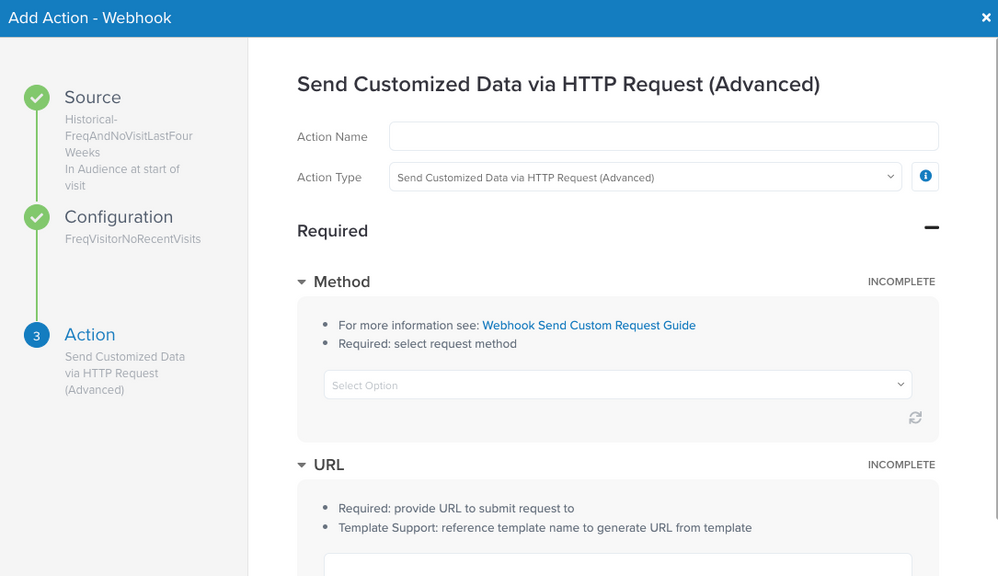 Add Action - Webhook
Source
Historical-
FreqAndNoVisitLastFour
Weeks
In Audience at start of
visit
Configuration
FreqVisitorNoRecentVisits
3
Action
Send Customized Data
via HTTP Request
(Advanced)
Send Customized Data via HTTP Request (Advanced)
Action Name
Action Type
Send Customized Data via HTTP Request (Advanced)
Required
Method
INCOMPLETE
• For more information see: Webhook Send Custom Request Guide
• Required: select request method
Select Option
URL
INCOMPLETE
• Required: provide URL to submit request to
• Template Support: reference template name to generate URL from template